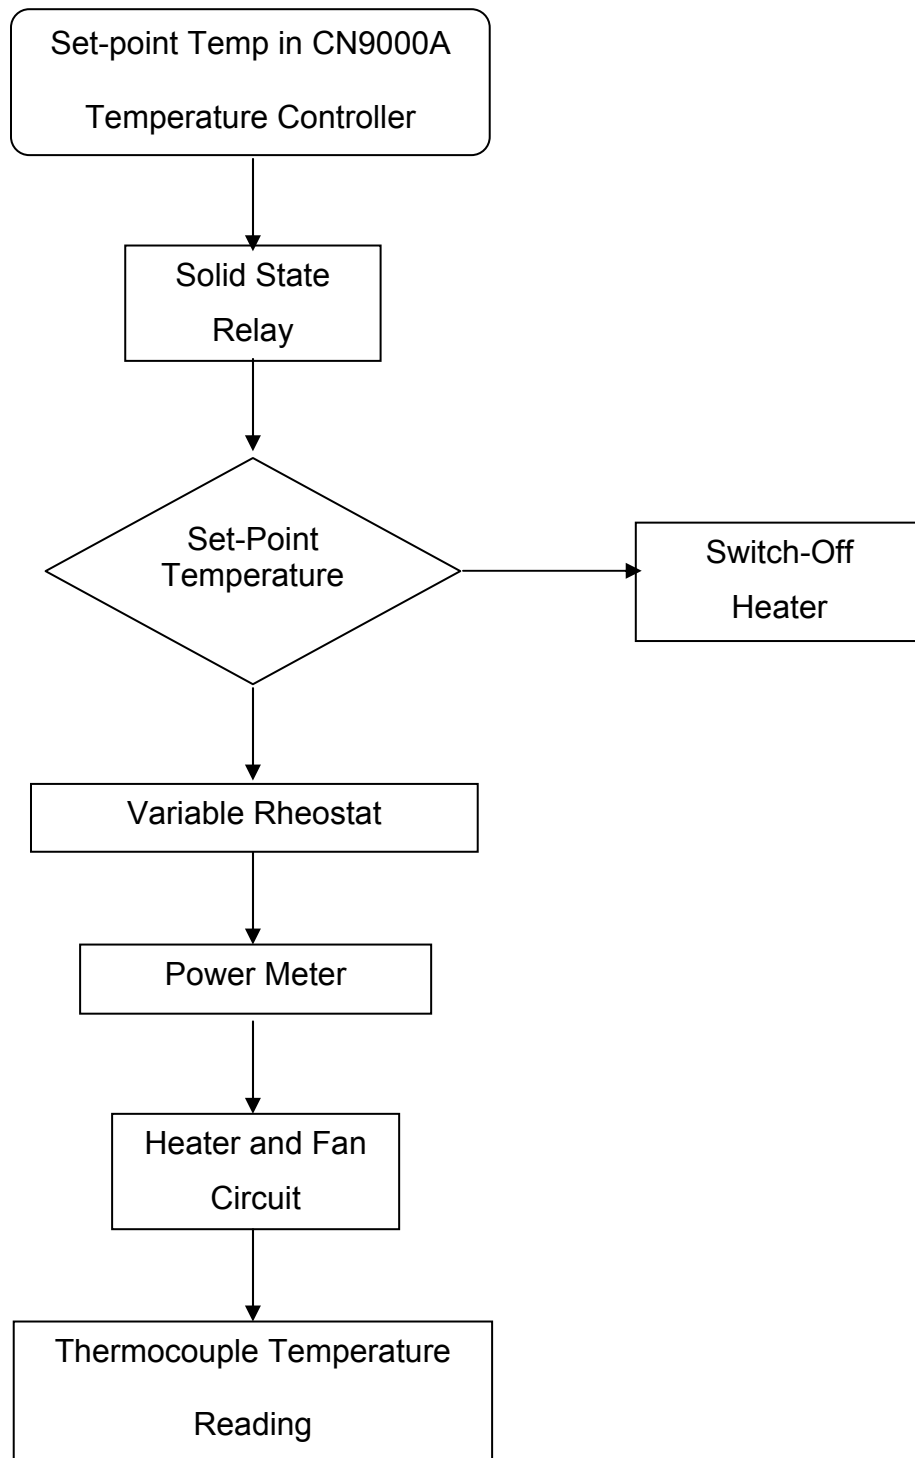 Set-point Temp in CN9000A
Temperature Controller
Solid State
Relay
Set-Point
Temperature
Switch-Off
Heater
Variable Rheostat
Power Meter
Heater and Fan
Circuit
Thermocouple Temperature
Reading